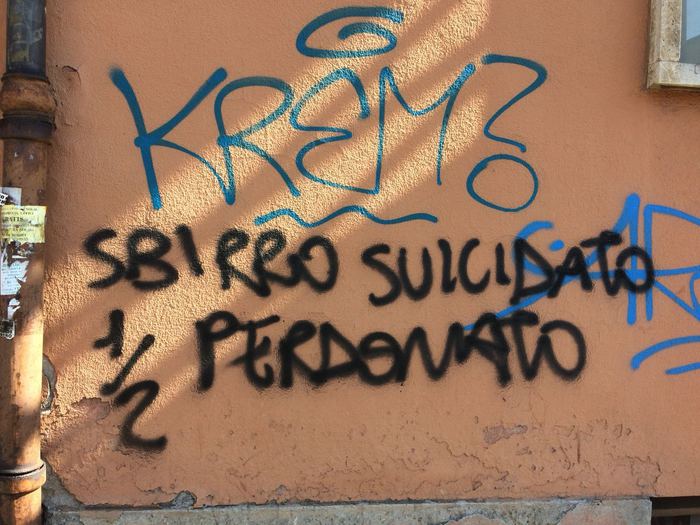 KREM?
SBIRRO SUICIDATO
1/2 PERDONATO